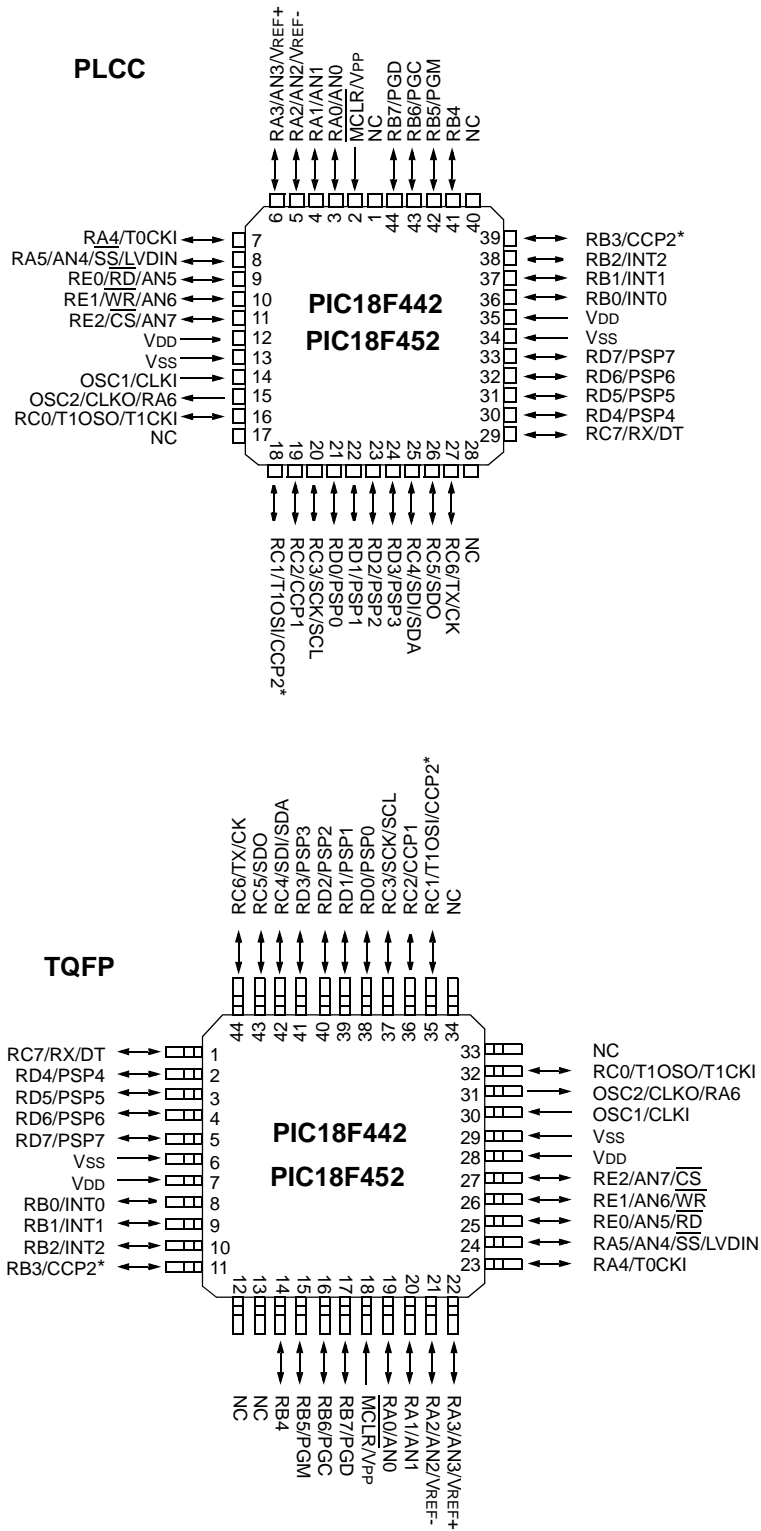 PLCC
RA3/AN3/VREF+
RA2/AN2/VREF-
RA1/AN1
RA0/AN0
MCLR/VPP
NC
RB7/PGD
RB6/PGC
RB5/PGM
RB4
NC
6
5
4
3
2
1
44
43
42
41
40
RA4/T0CKI 7
RA5/AN4/SS/LVDIN 8
RE0/RD/AN5 9
RE1/WR/AN6 10
RE2/CS/AN7 11
VDD 12
VSS 13
OSC1/CLKI 14
OSC2/CLKO/RA6 15
RC0/T1OSO/T1CKI 16
NC 17
PIC18F442
PIC18F452
39 RB3/CCP2*
38 RB2/INT2
37 RB1/INT1
36 RB0/INT0
35 VDD
34 VSS
33 RD7/PSP7
32 RD6/PSP6
31 RD5/PSP5
30 RD4/PSP4
29 RC7/RX/DT
18
19
20
21
22
23
24
25
26
27
28
RC1/T1OSI/CCP2*
RC2/CCP1
RC3/SCK/SCL
RD0/PSP0
RD1/PSP1
RD2/PSP2
RD3/PSP3
RC4/SDI/SDA
RC5/SDO
RC6/TX/CK
NC
TQFP
RC6/TX/CK
RC5/SDO
RC4/SDI/SDA
RD3/PSP3
RD2/PSP2
RD1/PSP1
RD0/PSP0
RC3/SCK/SCL
RC2/CCP1
RC1/T1OSI/CCP2*
NC
44
43
42
41
40
39
38
37
36
35
34
RC7/RX/DT 1
RD4/PSP4 2
RD5/PSP5 3
RD6/PSP6 4
RD7/PSP7 5
VSS 6
VDD 7
RB0/INT0 8
RB1/INT1 9
RB2/INT2 10
RB3/CCP2* 11
PIC18F442
PIC18F452
33 NC
32 RC0/T1OSO/T1CKI
31 OSC2/CLKO/RA6
30 OSC1/CLKI
29 VSS
28 VDD
27 RE2/AN7/CS
26 RE1/AN6/WR
25 RE0/AN5/RD
24 RA5/AN4/SS/LVDIN
23 RA4/T0CKI
12
13
14
15
16
17
18
19
20
21
22
NC
NC
RB4
RB5/PGM
RB6/PGC
RB7/PGD
MCLR/VPP
RA0/AN0
RA1/AN1
RA2/AN2/VREF-
RA3/AN3/VREF+